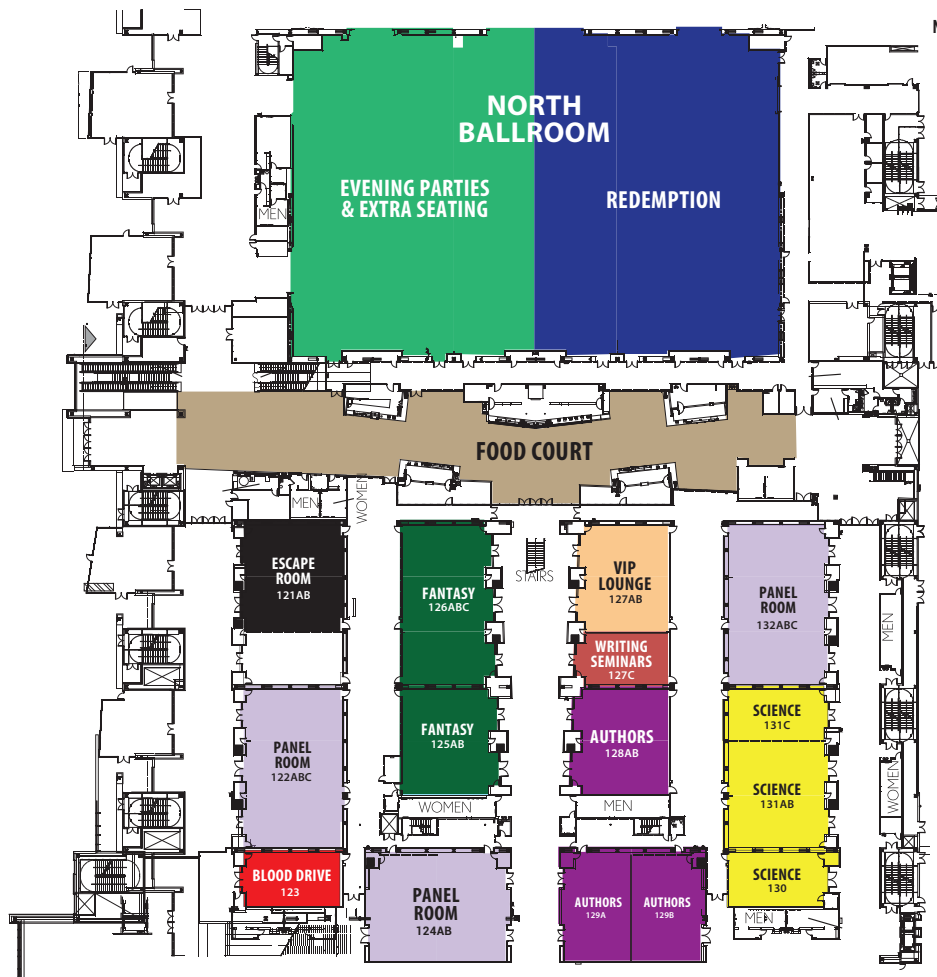 NORTH
BALLROOM
EVENING PARTIES
& EXTRA SEATING
REDEMPTION
MEN
FOOD COURT
MEN
WOMEN
STAIRS
ESCAPE
ROOM
121AB
FANTASY
126ABC
VIP
LOUNGE
127AB
PANEL
ROOM
132ABC
MEN
WRITING
SEMINARS
127C
PANEL
ROOM
122ABC
FANTASY
125AB
AUTHORS
128AB
SCIENCE
131C
SCIENCE
131AB
WOMEN
WOMEN
MEN
BLOOD DRIVE
123
PANEL
ROOM
124AB
AUTHORS
129A
AUTHORS
129B
SCIENCE
130
MEN